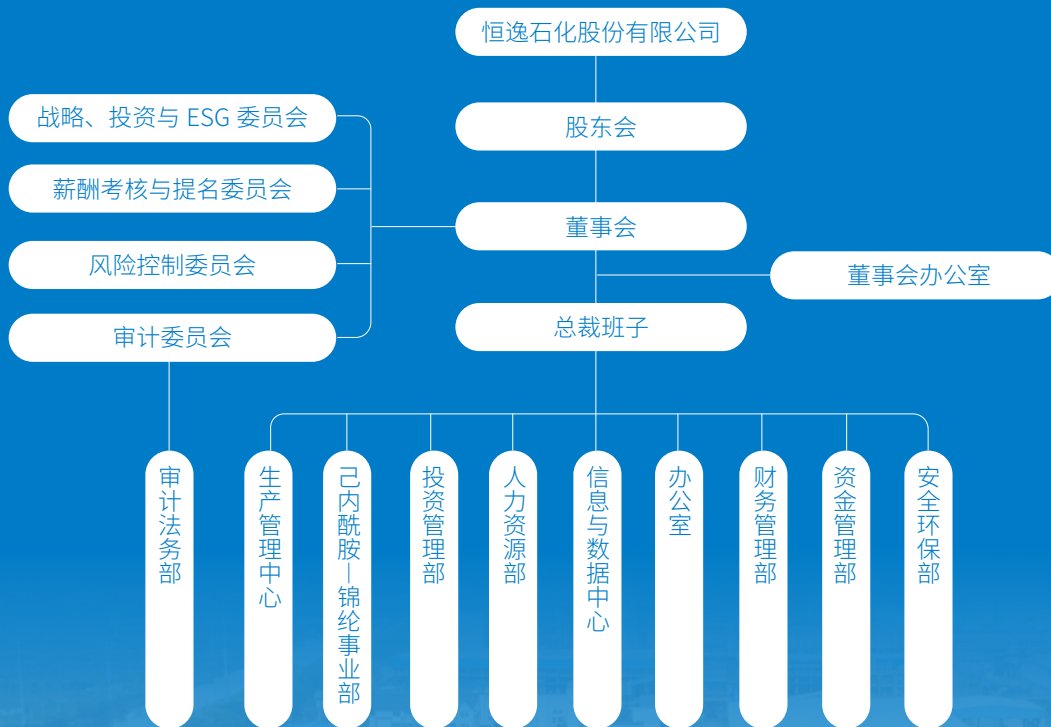 恒逸石化股份有限公司
股东会
战略、投资与 ESG 委员会
薪酬考核与提名委员会
董事会
风险控制委员会
董事会办公室
审计委员会
总裁班子
审计法务部
生产管理中心
己内酰胺—锦纶事业部
投资管理部
人力资源部
信息与数据中心
办公室
财务管理部
资金管理部
安全环保部